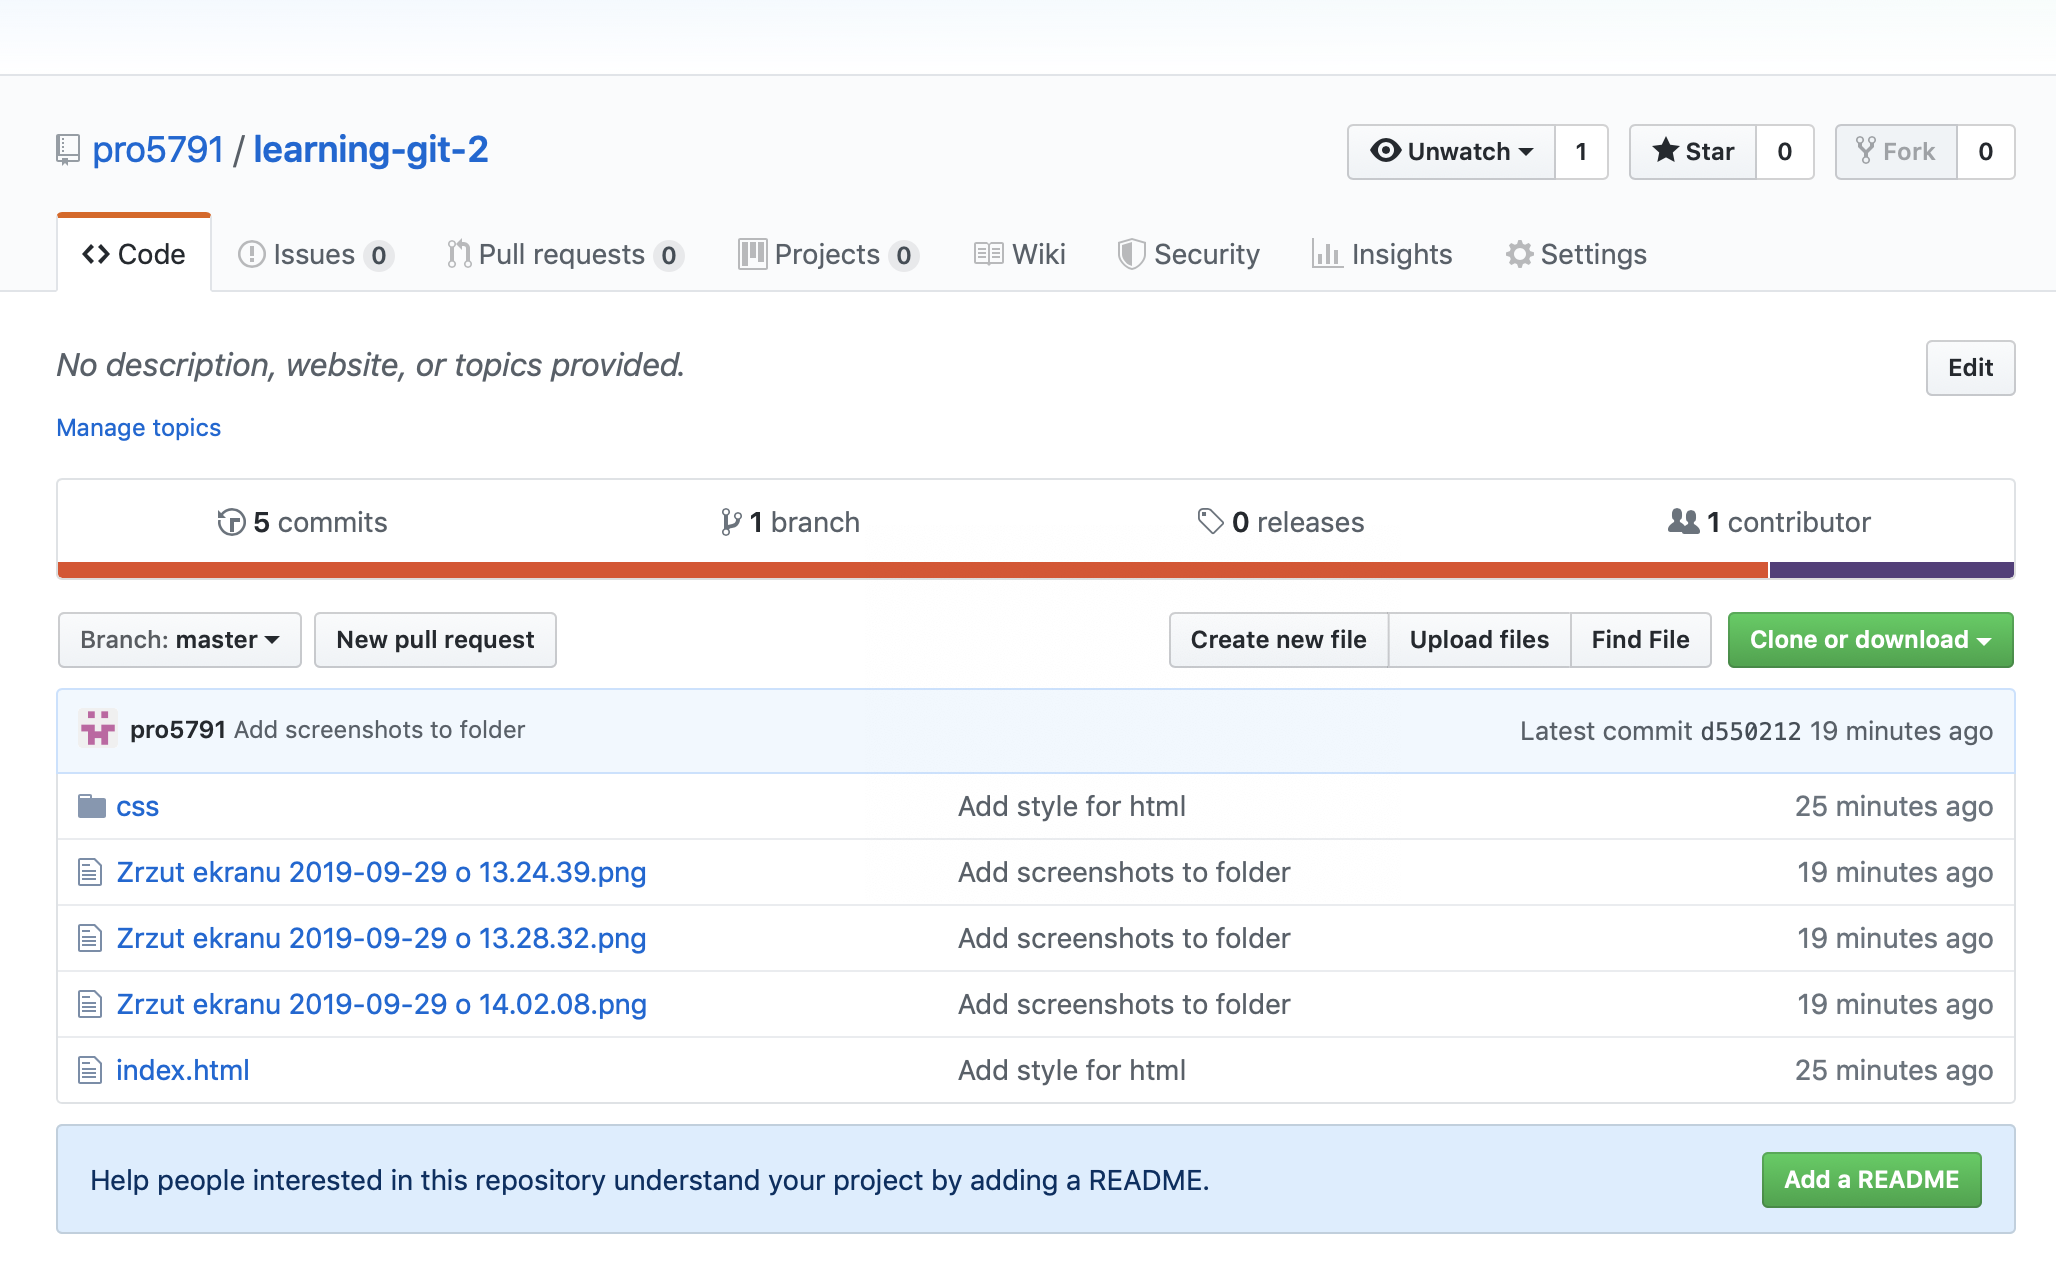 pro5791 / learning-git-2
Unwatch 1 Star 0 Fork 0
Code Issues 0 Pull requests 0 Projects 0 Wiki Security Insights Settings
No description, website, or topics provided.
Edit
Manage topics
5 commits 1 branch 0 releases 1 contributor
Branch: master New pull request Create new file Upload files Find File Clone or download
pro5791 Add screenshots to folder Latest commit d550212 19 minutes ago
css Add style for html 25 minutes ago
Zrzut ekranu 2019-09-29 o 13.24.39.png Add screenshots to folder 19 minutes ago
Zrzut ekranu 2019-09-29 o 13.28.32.png Add screenshots to folder 19 minutes ago
Zrzut ekranu 2019-09-29 o 14.02.08.png Add screenshots to folder 19 minutes ago
index.html Add style for html 25 minutes ago
Help people interested in this repository understand your project by adding a README. Add a README